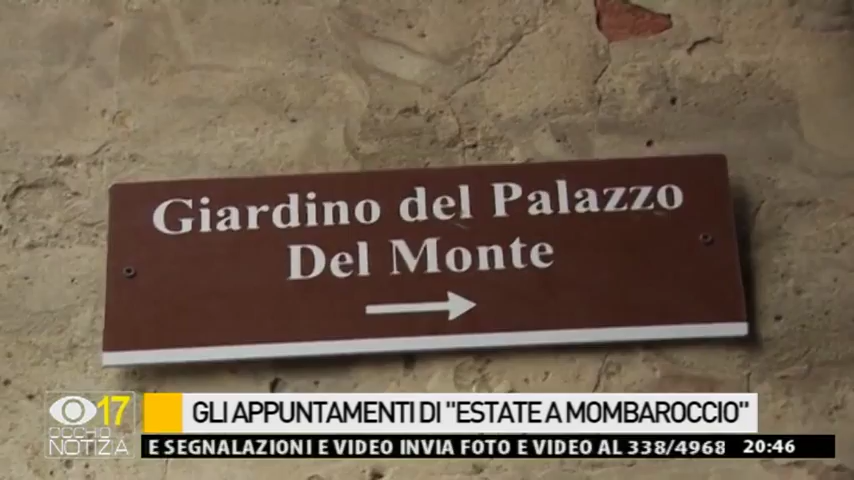 Giardino del Palazzo
Del Monte
17
OCCHIO
NOTIZIA
GLI APPUNTAMENTI DI "ESTATE A MOMBAROCCIO"
E SEGNALAZIONI E VIDEO INVIA FOTO E VIDEO AL 338/4968
20:46